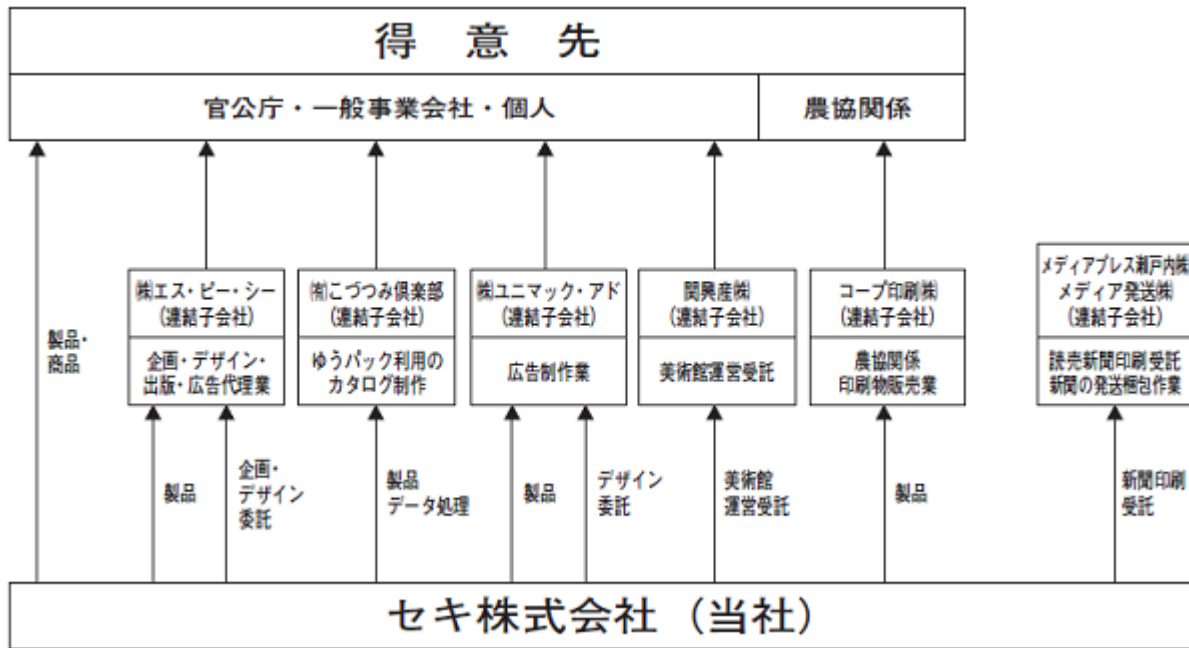 得意先
官公庁・一般事業会社・個人
農協関係
㈱エス・ピー・シー
(連結子会社)
企画・デザイン・
出版・広告代理業
㈲こづつみ倶楽部
(連結子会社)
ゆうパック利用の
カタログ制作
㈱ユニマック・アド
(連結子会社)
広告制作業
関興産㈱
(連結子会社)
美術館運営受託
コープ印刷㈱
(連結子会社)
農協関係
印刷物販売業
メディアプレス瀬戸内㈱
メディア発送㈱
(連結子会社)
読売新聞印刷受託
新聞の発送梱包作業
製品・
商品
製品
企画・
デザイン
委託
製品
データ処理
製品
デザイン
委託
美術館
運営受託
製品
新聞印刷
受託
セキ株式会社(当社)